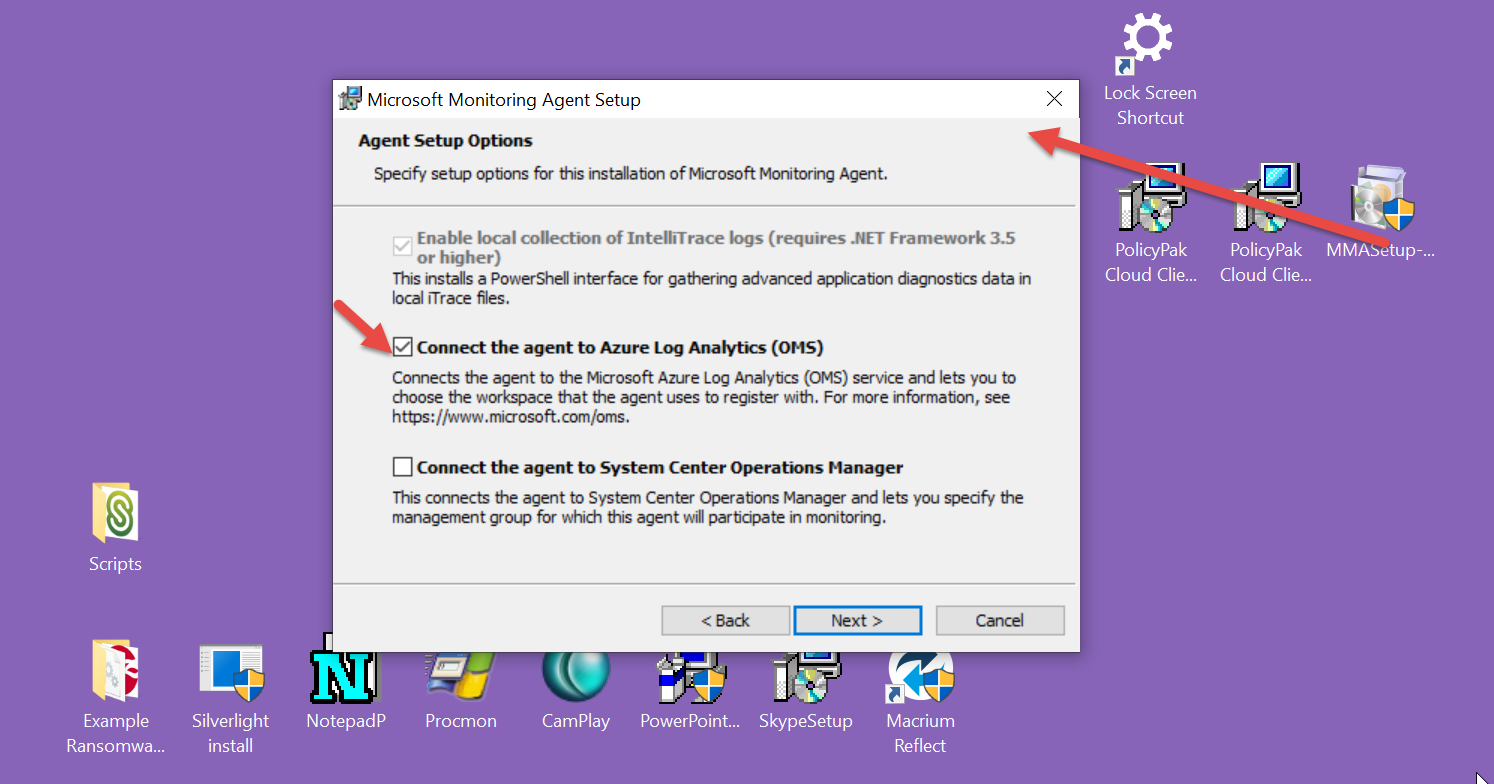 Lock Screen
Shortcut
Microsoft Monitoring Agent Setup
Agent Setup Options
Specify setup options for this installation of Microsoft Monitoring Agent.
PolicyPak
Cloud Clie...
PolicyPak
Cloud Clie...
MMASetup-...
Enable local collection of IntelliTrace logs (requires .NET Framework 3.5
or higher)
This installs a PowerShell interface for gathering advanced application diagnostics data in
local iTrace files.
Connect the agent to Azure Log Analytics (OMS)
Connects the agent to the Microsoft Azure Log Analytics (OMS) service and lets you to
choose the workspace that the agent uses to register with. For more information, see
https://www.microsoft.com/oms.
Connect the agent to System Center Operations Manager
This connects the agent to System Center Operations Manager and lets you specify the
management group for which this agent will participate in monitoring.
< Back
Next >
Cancel
Scripts
Example
Ransomwa...
Silverlight
install
N
NotepadP
Procmon
CamPlay
PowerPoint...
SkypeSetup
Macrium
Reflect